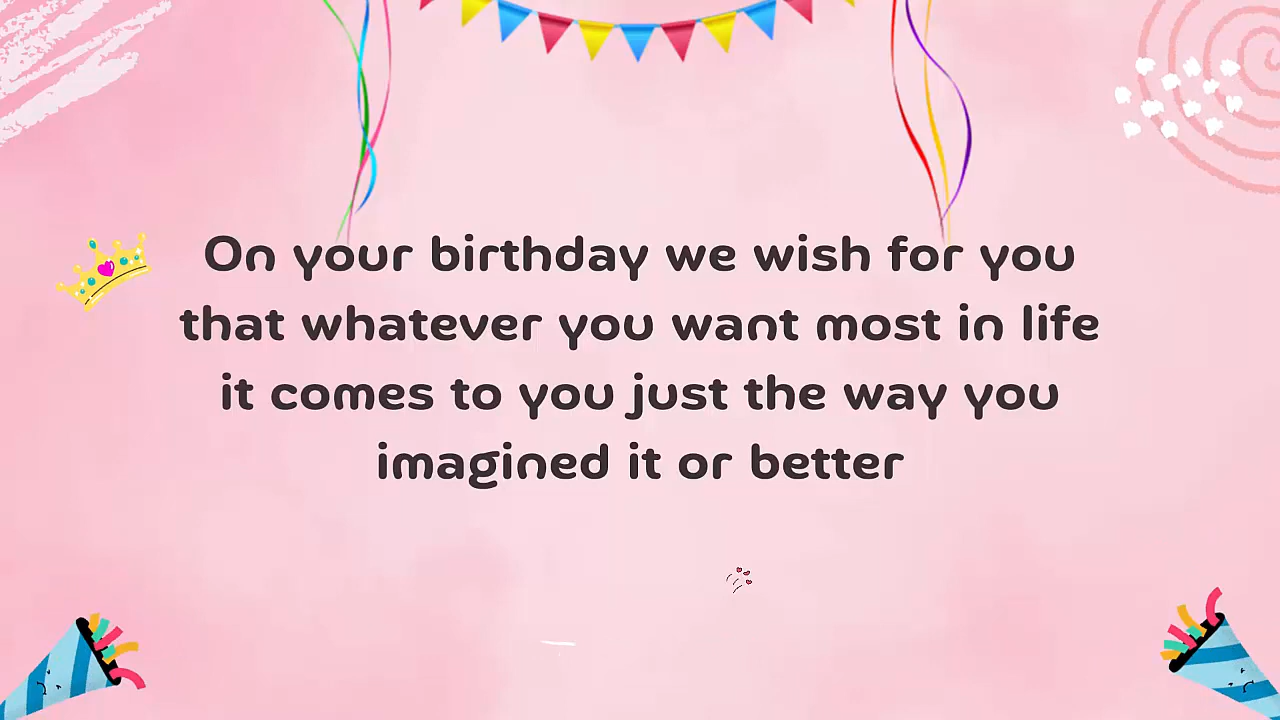 On your birthday we wish for you
that whatever you want most in life
it comes to you just the way you
imagined it or better